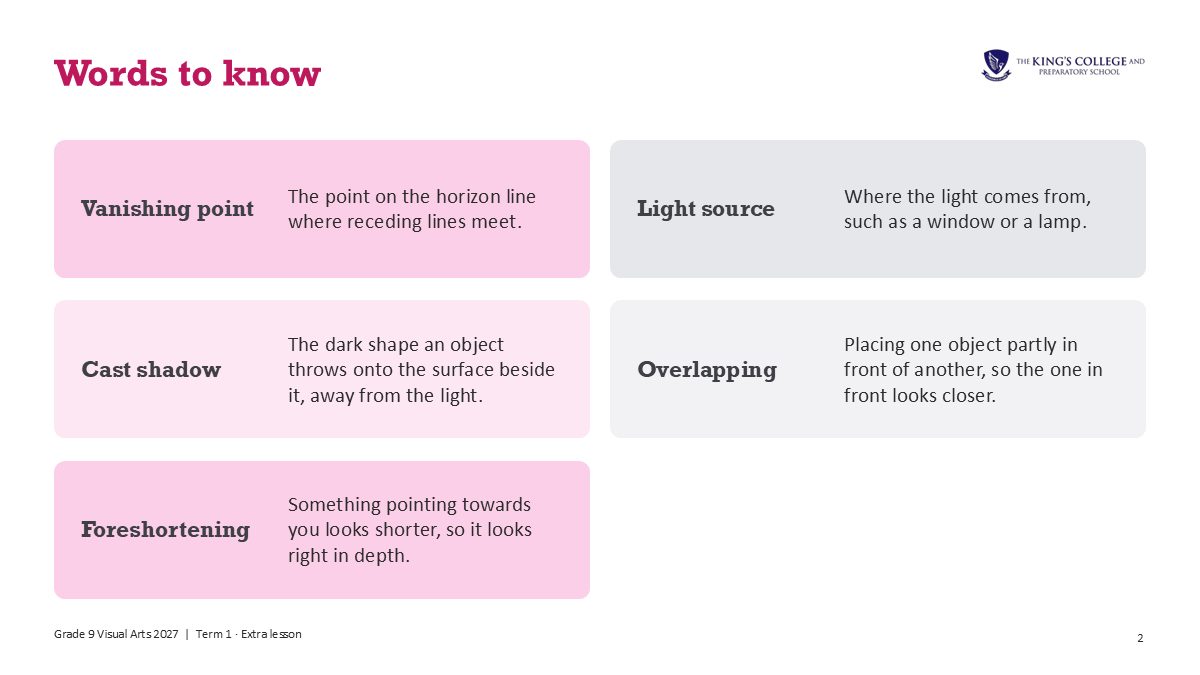 Words to know
THE KING'S COLLEGE AND
PREPARATORY SCHOOL
Vanishing point
The point on the horizon line
where receding lines meet.
Light source
Where the light comes from,
such as a window or a lamp.
Cast shadow
The dark shape an object
throws onto the surface beside
it, away from the light.
Overlapping
Placing one object partly in
front of another, so the one in
front looks closer.
Foreshortening
Something pointing towards
you looks shorter, so it looks
right in depth.
Grade 9 Visual Arts 2027 | Term 1 · Extra lesson
2